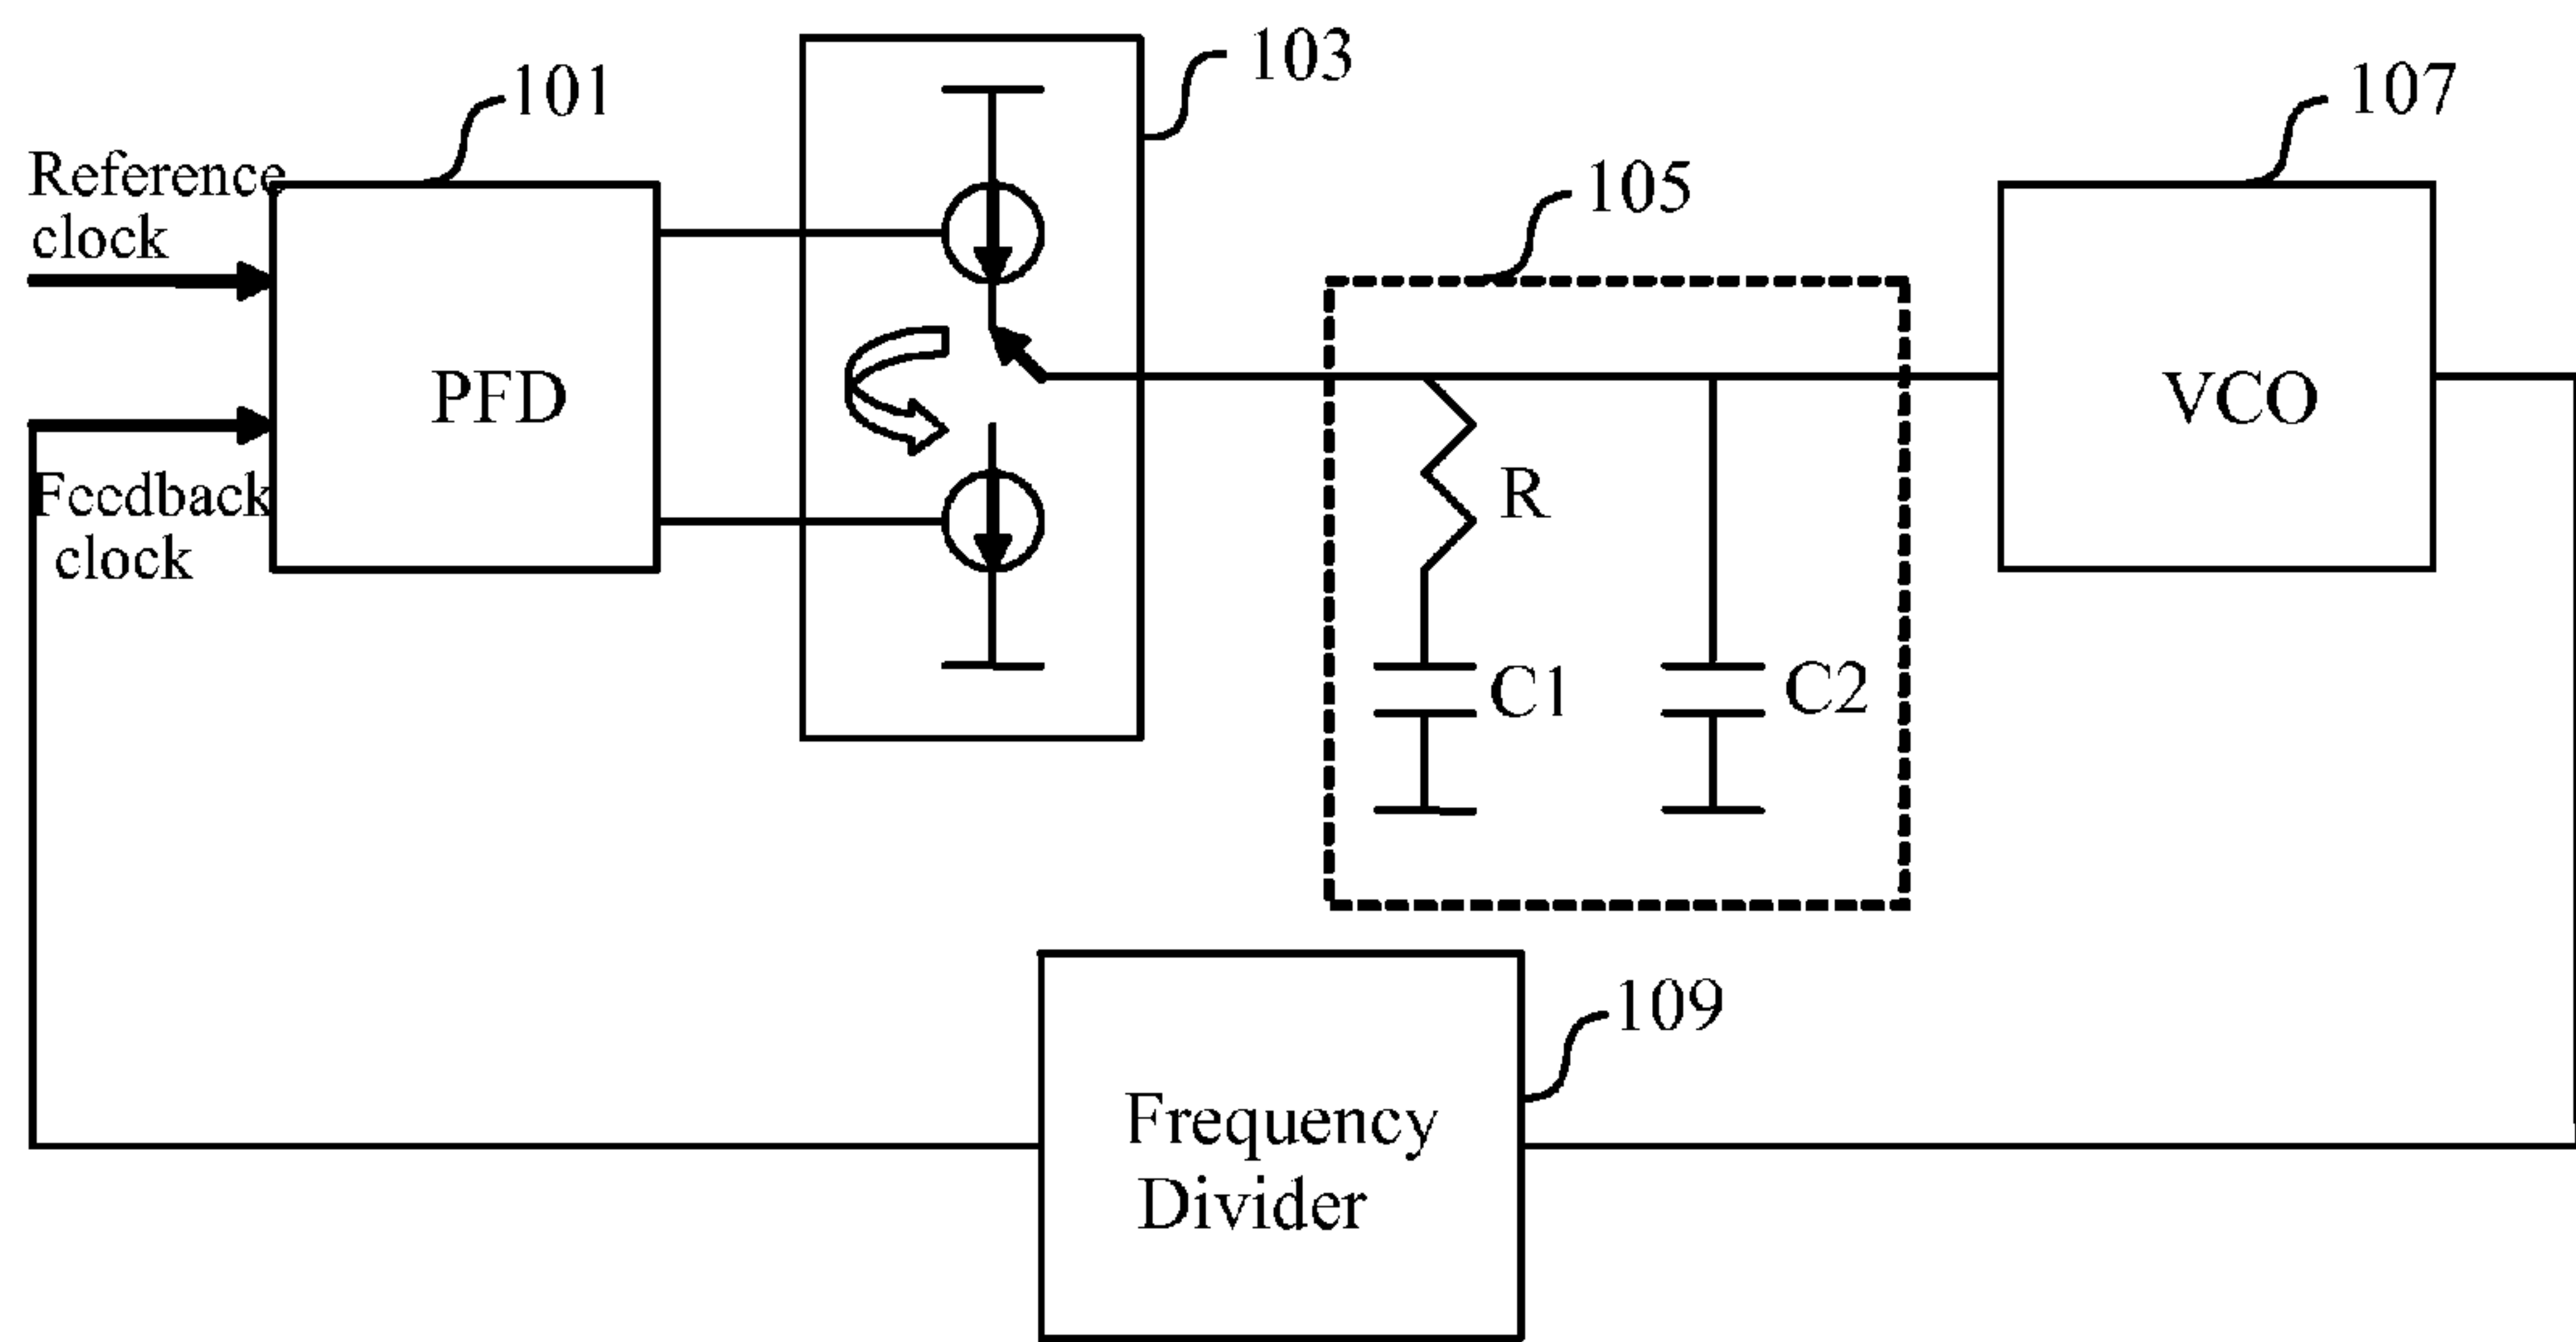 101
103
107
Reference
clock
105
PFD
VCO
Feedback
clock
R
C1
C2
109
Frequency
Divider